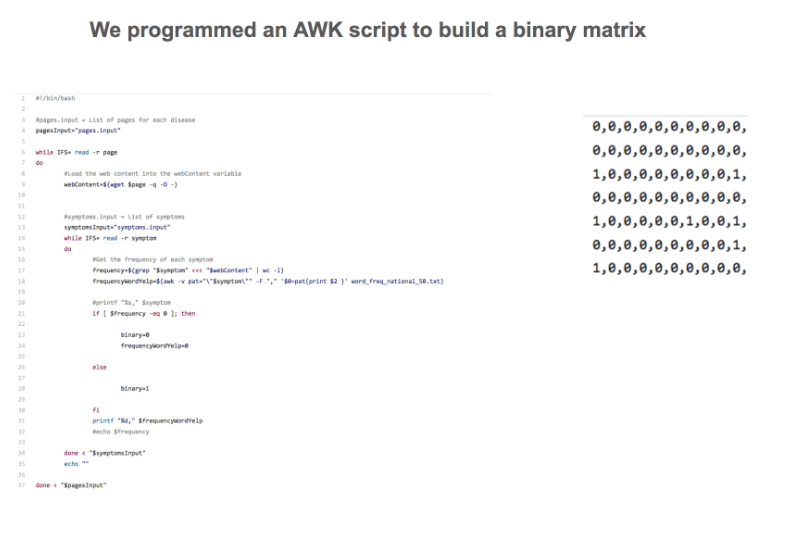 We programmed an AWK script to build a binary matrix
1 #!/bin/bash
2
3 #pages.input = List of pages for each disease
4 pagesInput="pages.input"
5
6 while IFS= read -r page
7 do
8 #Load the web content into the webContent variable
9 webContent=$(wget $page -q -O -)
10
11
12 #symptoms.input = List of symptoms
13 symptomsInput="symptoms.input"
14 while IFS= read -r symptom
15 do
16 #Get the frequency of each symptom
17 frequency=$(grep "$symptom" <<< "$webContent" | wc -l)
18 frequencyWordYelp=$(awk -v pat="\"$symptom\"" -F "," '$0~pat{print $2 }' word_freq_national_50.txt)
19
20 #printf "%s," $symptom
21 if [ $frequency -eq 0 ]; then
22
23 binary=0
24 frequencyWordYelp=0
25
26 else
27
28 binary=1
29
30 fi
31 printf "%d," $frequencyWordYelp
32 #echo $frequency
33
34 done < "$symptomsInput"
35 echo ""
36
37 done < "$pagesInput"
0,0,0,0,0,0,0,0,0,0,
0,0,0,0,0,0,0,0,0,0,
1,0,0,0,0,0,0,0,0,1,
0,0,0,0,0,0,0,0,0,0,
1,0,0,0,0,0,1,0,0,1,
0,0,0,0,0,0,0,0,0,1,
1,0,0,0,0,0,0,0,0,0,